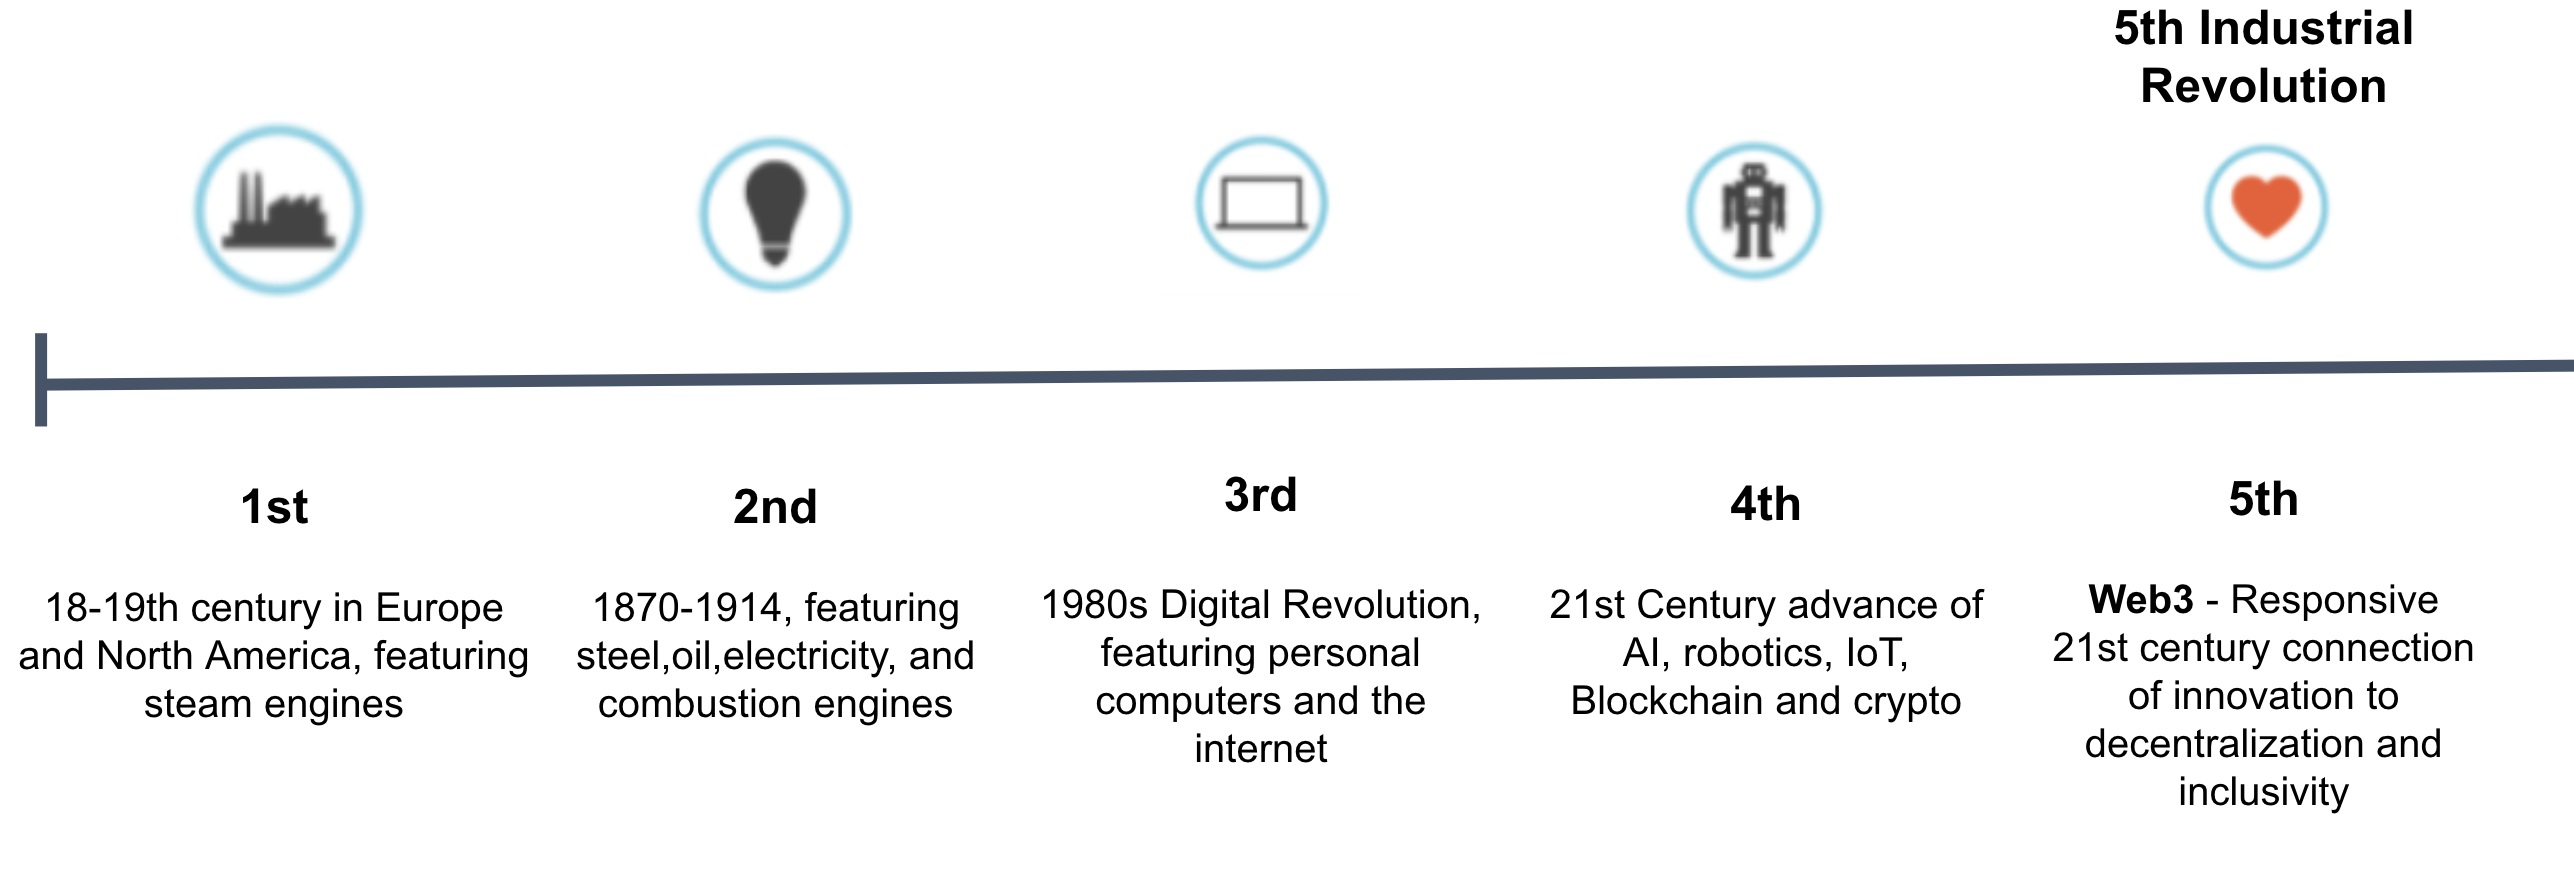 5th Industrial
Revolution
1st
18-19th century in Europe
and North America, featuring
steam engines
2nd
1870-1914, featuring
steel,oil,electricity, and
combustion engines
3rd
1980s Digital Revolution,
featuring personal
computers and the
internet
4th
21st Century advance of
AI, robotics, IoT,
Blockchain and crypto
5th
Web3 - Responsive
21st century connection
of innovation to
decentralization and
inclusivity